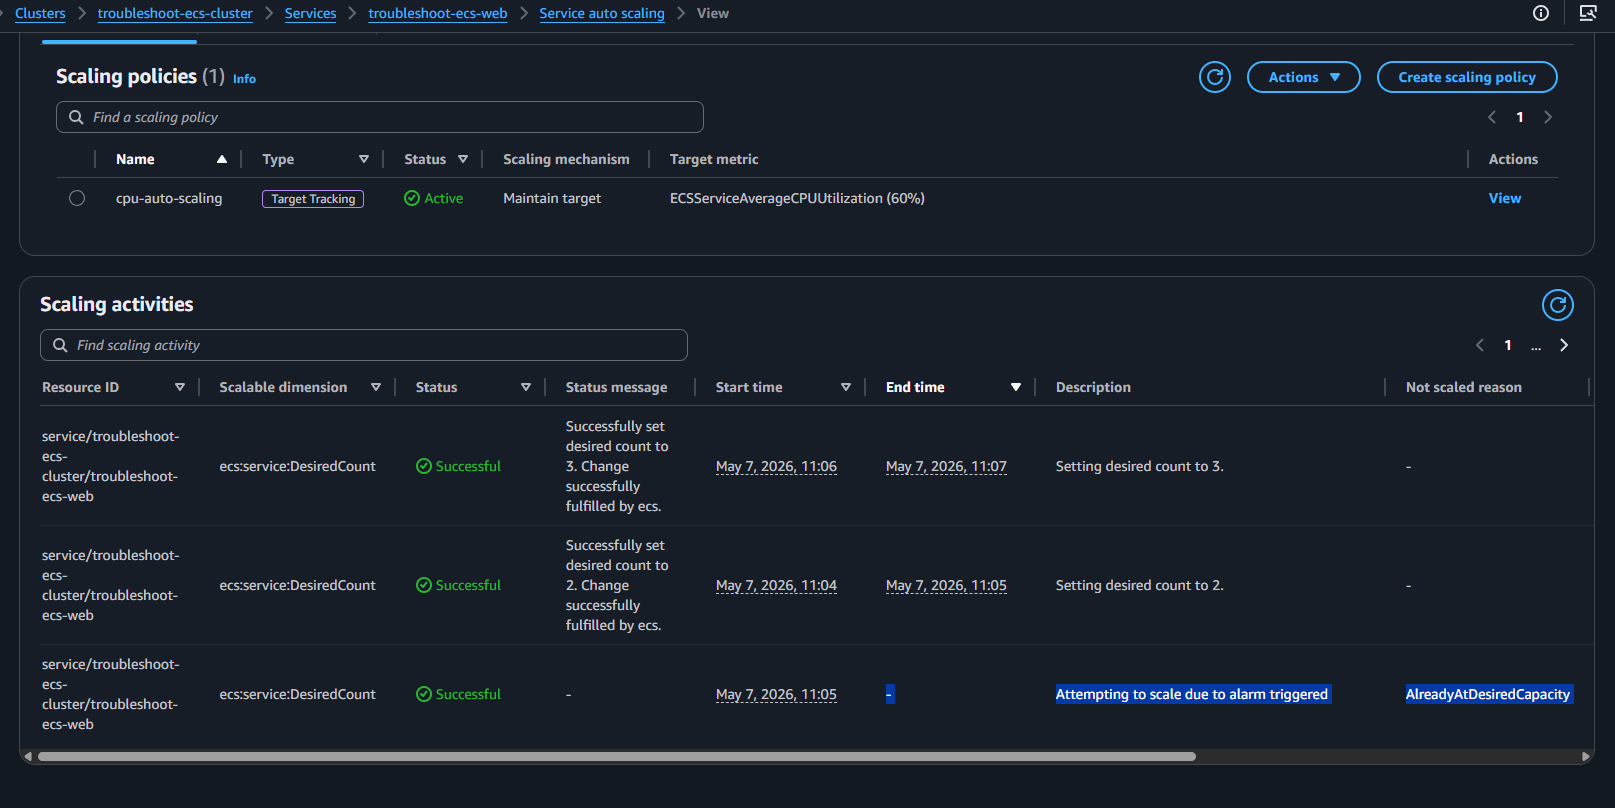 Clusters > troubleshoot-ecs-cluster > Services > troubleshoot-ecs-web > Service auto scaling > View
Scaling policies (1) Info
Actions
Create scaling policy
Find a scaling policy
1
Name Type Status Scaling mechanism Target metric Actions
cpu-auto-scaling Target Tracking Active Maintain target ECSServiceAverageCPUUtilization (60%) View
Scaling activities
Find scaling activity
1 ...
Resource ID Scalable dimension Status Status message Start time End time Description Not scaled reason
service/troubleshoot-
ecs-
cluster/troubleshoot-
ecs-web
ecs:service:DesiredCount
Successful
Successfully set
desired count to
3. Change
successfully
fulfilled by ecs.
May 7, 2026, 11:06
May 7, 2026, 11:07
Setting desired count to 3.
-
service/troubleshoot-
ecs-
cluster/troubleshoot-
ecs-web
ecs:service:DesiredCount
Successful
Successfully set
desired count to
2. Change
successfully
fulfilled by ecs.
May 7, 2026, 11:04
May 7, 2026, 11:05
Setting desired count to 2.
-
service/troubleshoot-
ecs-
cluster/troubleshoot-
ecs-web
ecs:service:DesiredCount
Successful
-
May 7, 2026, 11:05
-
Attempting to scale due to alarm triggered
AlreadyAtDesiredCapacity